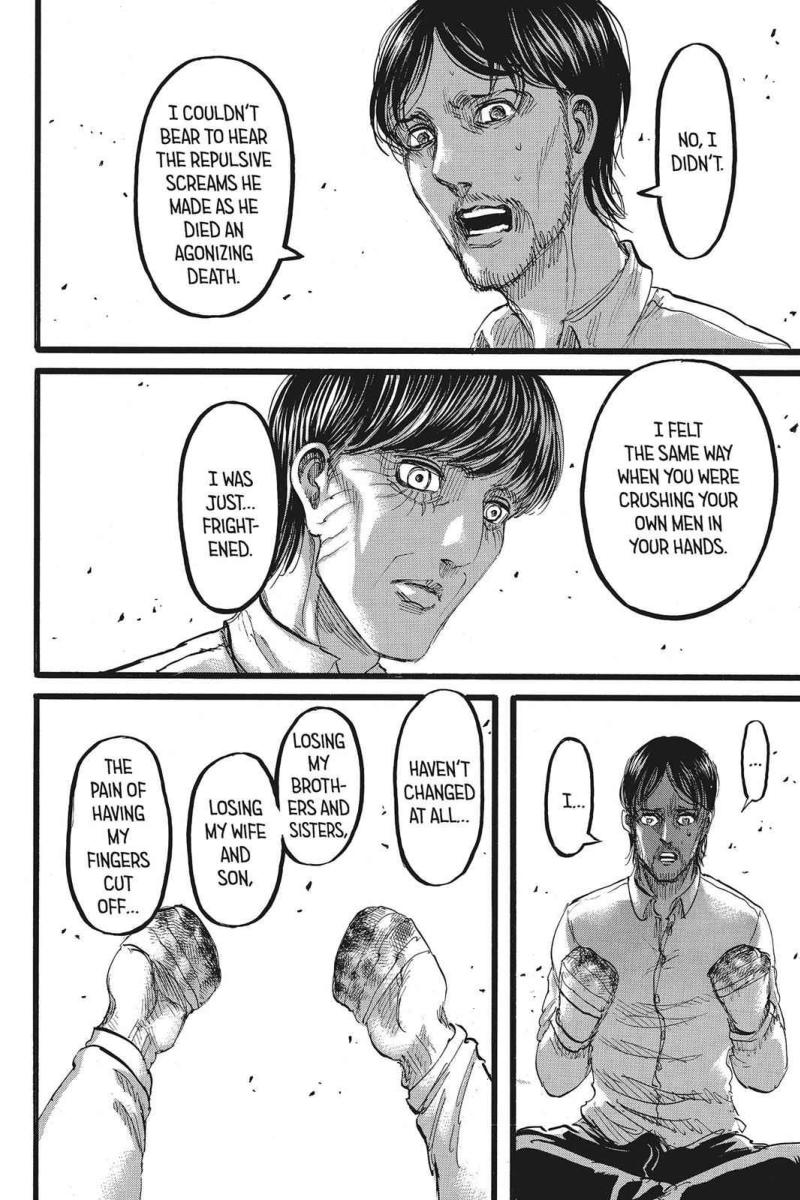 NO, I
DIDN'T.
I COULDN'T
BEAR TO HEAR
THE REPULSIVE
SCREAMS HE
MADE AS HE
DIED AN
AGONIZING
DEATH.
I FELT
THE SAME WAY
WHEN YOU WERE
CRUSHING YOUR
OWN MEN IN
YOUR HANDS.
I WAS
JUST...
FRIGHT-
ENED.
...
I...
HAVEN'T
CHANGED
AT ALL...
LOSING
MY
BROTH-
ERS AND
SISTERS,
LOSING
MY WIFE
AND
SON,
THE
PAIN OF
HAVING
MY
FINGERS
CUT
OFF...